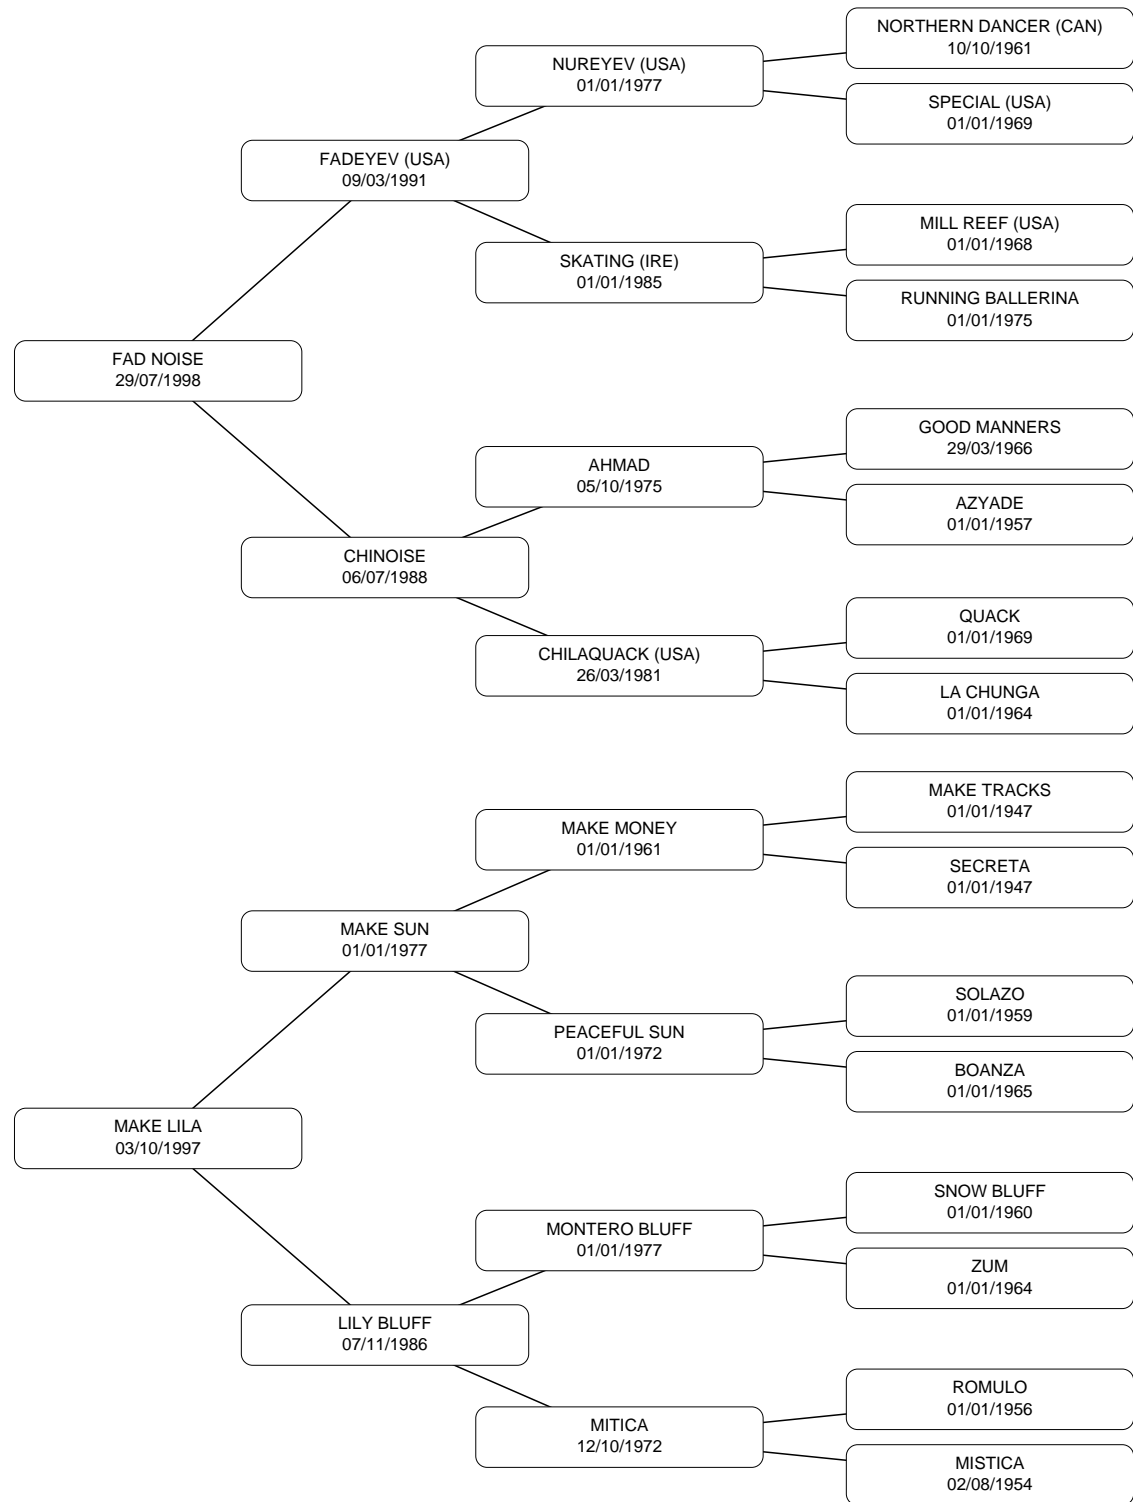 NORTHERN DANCER (CAN)
10/10/1961
NUREYEV (USA)
01/01/1977
SPECIAL (USA)
01/01/1969
FADEYEV (USA)
09/03/1991
MILL REEF (USA)
01/01/1968
SKATING (IRE)
01/01/1985
RUNNING BALLERINA
01/01/1975
FAD NOISE
29/07/1998
GOOD MANNERS
29/03/1966
AHMAD
05/10/1975
AZYADE
01/01/1957
CHINOISE
06/07/1988
QUACK
01/01/1969
CHILAQUACK (USA)
26/03/1981
LA CHUNGA
01/01/1964
MAKE TRACKS
01/01/1947
MAKE MONEY
01/01/1961
SECRETA
01/01/1947
MAKE SUN
01/01/1977
SOLAZO
01/01/1959
PEACEFUL SUN
01/01/1972
BOANZA
01/01/1965
MAKE LILA
03/10/1997
SNOW BLUFF
01/01/1960
MONTERO BLUFF
01/01/1977
ZUM
01/01/1964
LILY BLUFF
07/11/1986
ROMULO
01/01/1956
MITICA
12/10/1972
MISTICA
02/08/1954